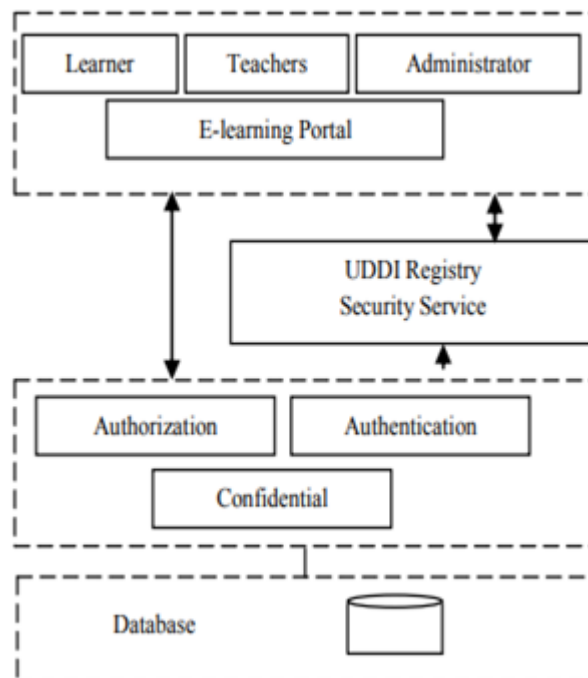 Learner
Teachers
Administrator
E-learning Portal
UDDI Registry
Security Service
Authorization
Authentication
Confidential
Database